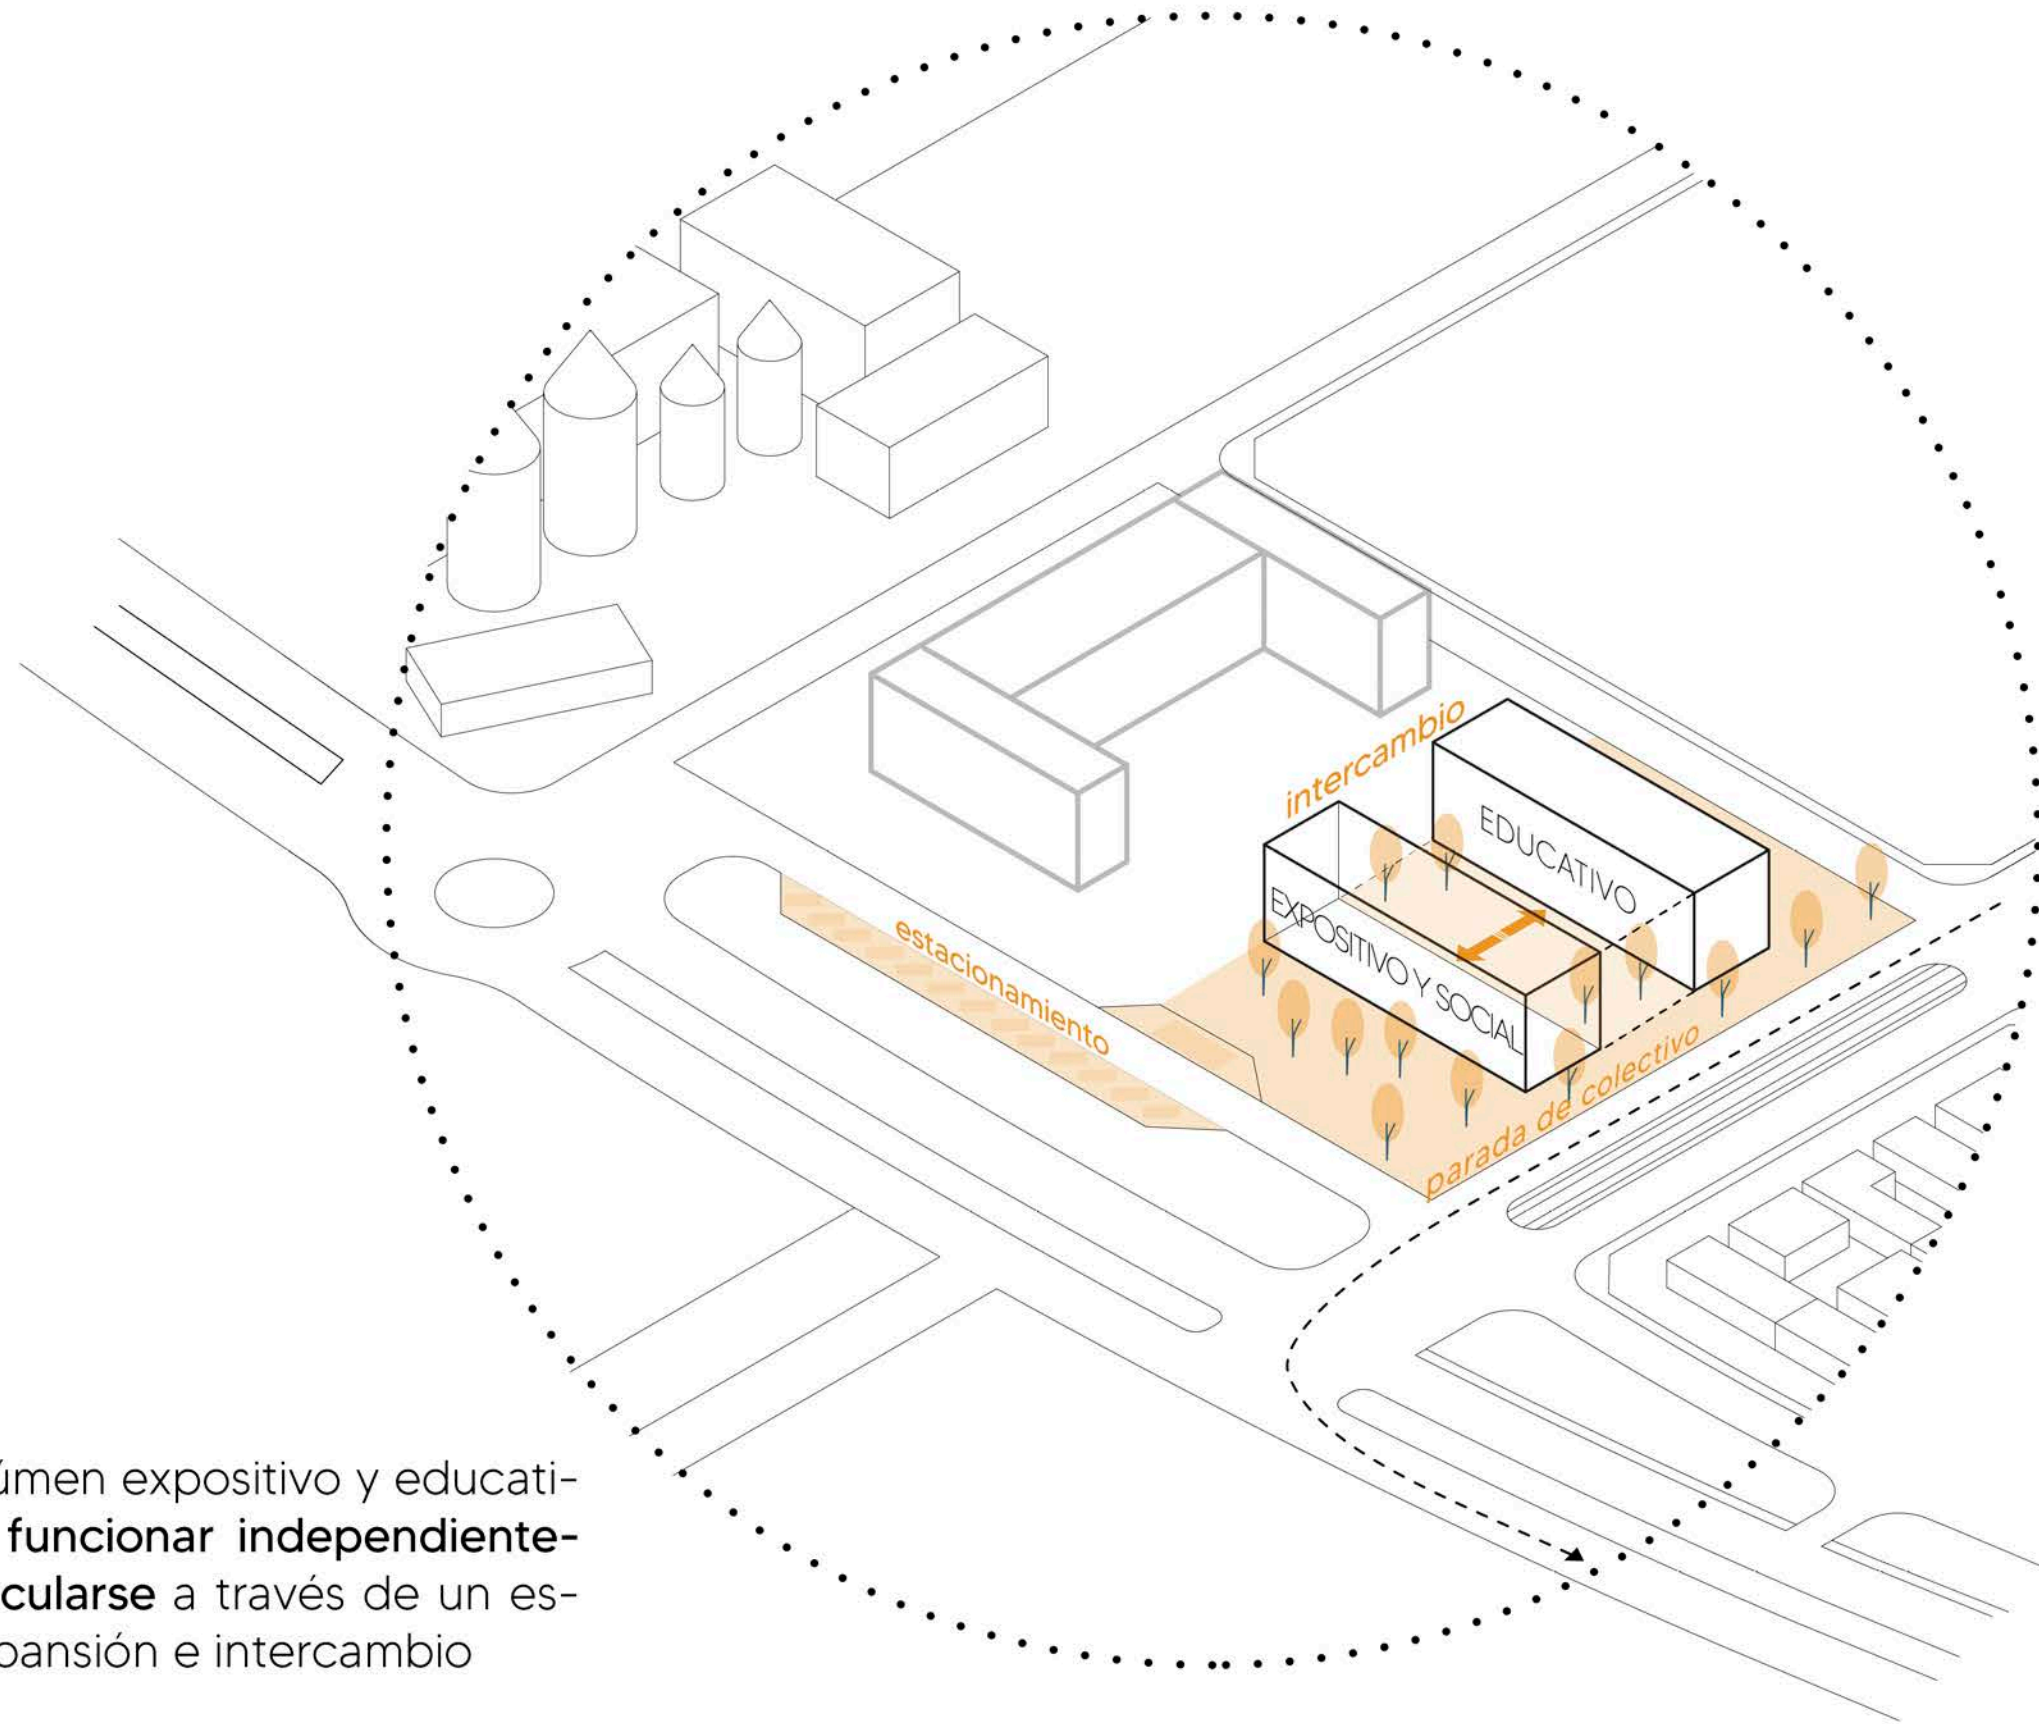 intercambio
EDUCATIVO
EXPOSITIVO Y SOCIAL
estacionamiento
parada de colectivo
úmen expositivo y educati-
funcionar independiente-
cularse a través de un es-
pansión e intercambio